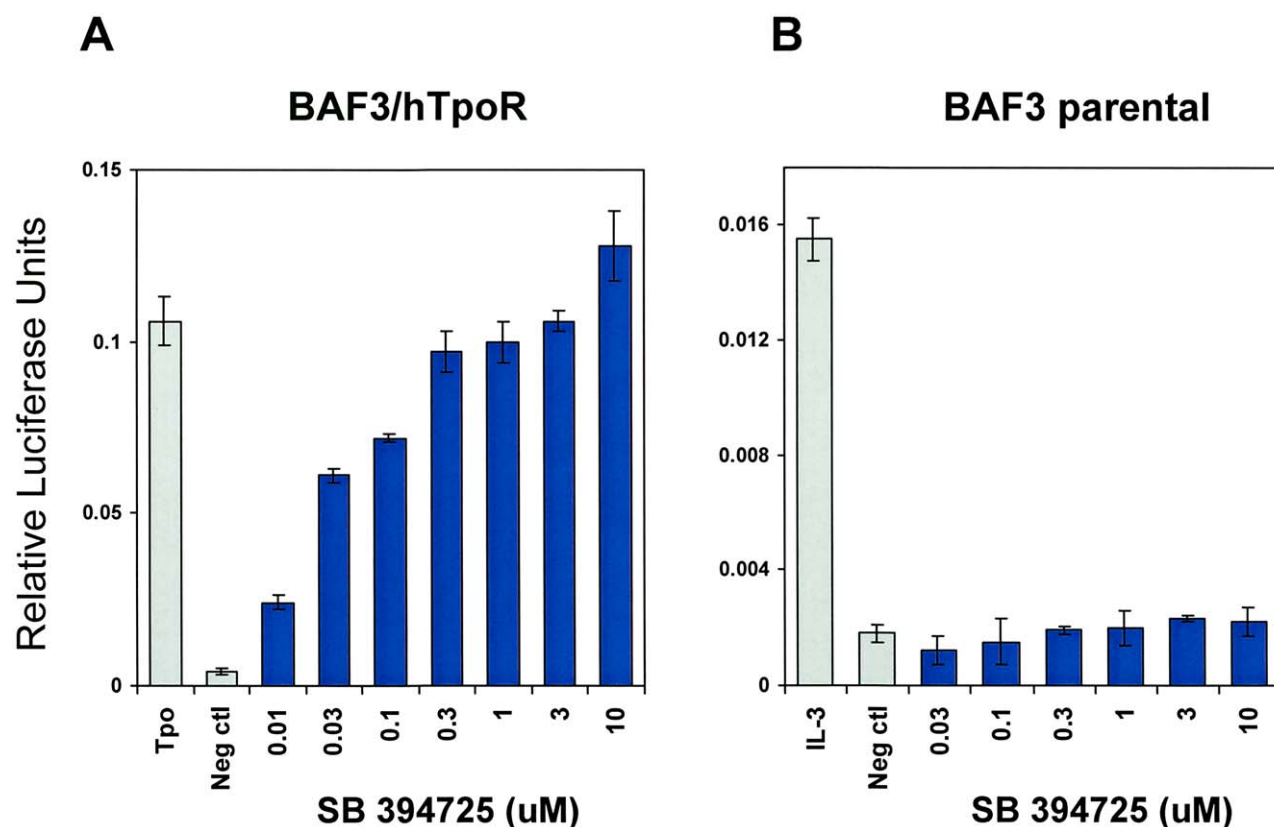 A
BAF3/hTpoR
Relative Luciferase Units
0.15
0.1
0.05
0
Tpo
Neg ctl
0.01
0.03
0.1
0.3
1
3
10
SB 394725 (uM)
B
BAF3 parental
0.016
0.012
0.008
0.004
0
IL-3
Neg ctl
0.03
0.1
0.3
1
3
10
SB 394725 (uM)